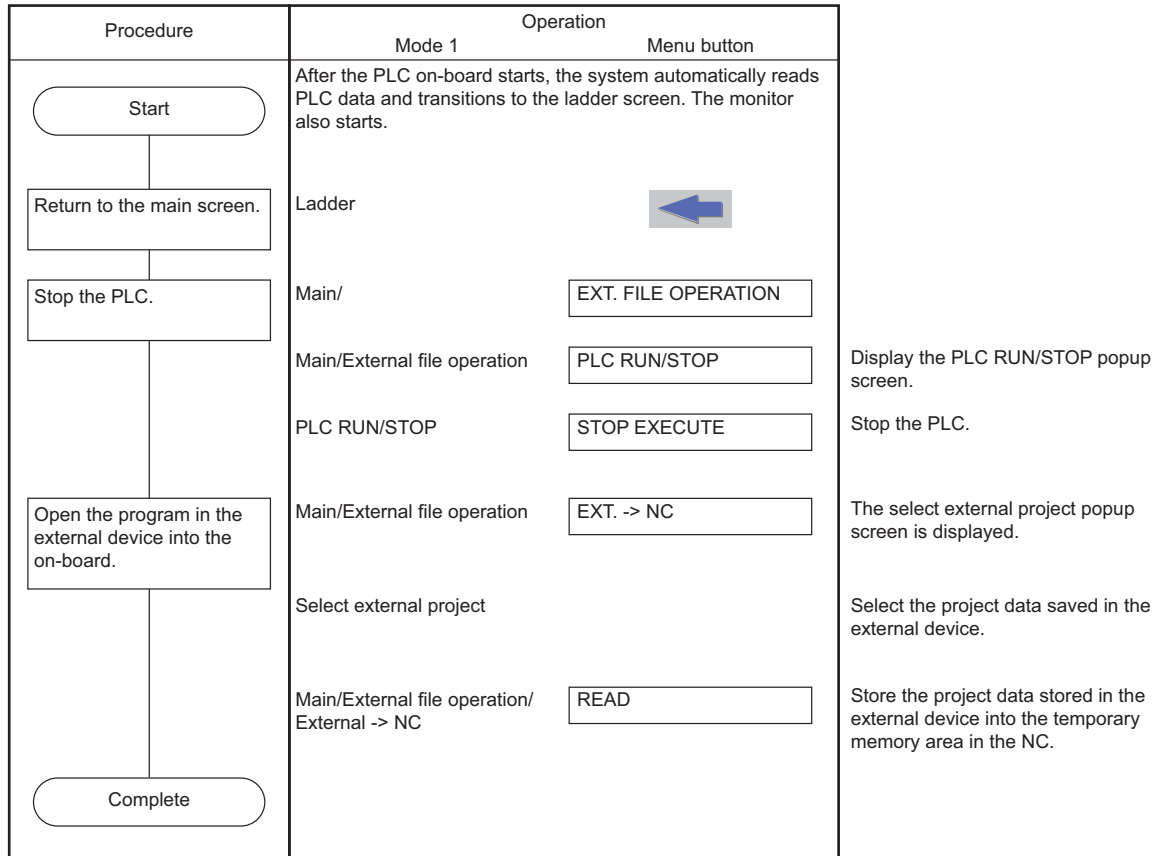 Procedure
Operation
Mode 1
Menu button
After the PLC on-board starts, the system automatically reads
PLC data and transitions to the ladder screen. The monitor
also starts.
Start
Return to the main screen.
Ladder
Stop the PLC.
Main/
EXT. FILE OPERATION
Main/External file operation
PLC RUN/STOP
Display the PLC RUN/STOP popup
screen.
PLC RUN/STOP
STOP EXECUTE
Stop the PLC.
Open the program in the
external device into the
on-board.
Main/External file operation
EXT. -> NC
The select external project popup
screen is displayed.
Select external project
Select the project data saved in the
external device.
Main/External file operation/
External -> NC
READ
Store the project data stored in the
external device into the temporary
memory area in the NC.
Complete